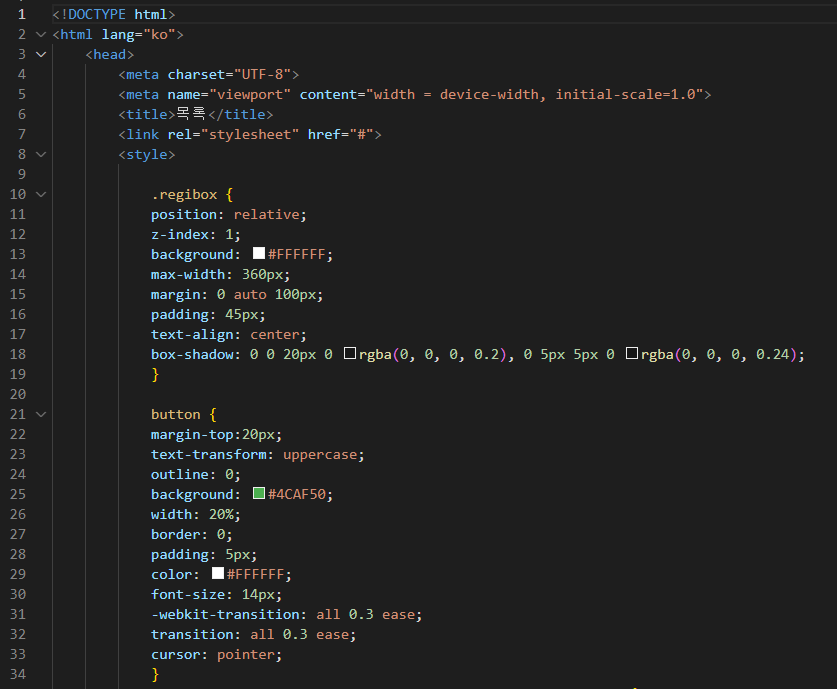 1 <!DOCTYPE html>
2 <html lang="ko">
3 <head>
4 <meta charset="UTF-8">
5 <meta name="viewport" content="width = device-width, initial-scale=1.0">
6 <title>목록</title>
7 <link rel="stylesheet" href="#">
8 <style>
9
10 .regibox {
11 position: relative;
12 z-index: 1;
13 background: #FFFFFF;
14 max-width: 360px;
15 margin: 0 auto 100px;
16 padding: 45px;
17 text-align: center;
18 box-shadow: 0 0 20px 0 rgba(0, 0, 0, 0.2), 0 5px 5px 0 rgba(0, 0, 0, 0.24);
19 }
20
21 button {
22 margin-top:20px;
23 text-transform: uppercase;
24 outline: 0;
25 background: #4CAF50;
26 width: 20%;
27 border: 0;
28 padding: 5px;
29 color: #FFFFFF;
30 font-size: 14px;
31 -webkit-transition: all 0.3 ease;
32 transition: all 0.3 ease;
33 cursor: pointer;
34 }